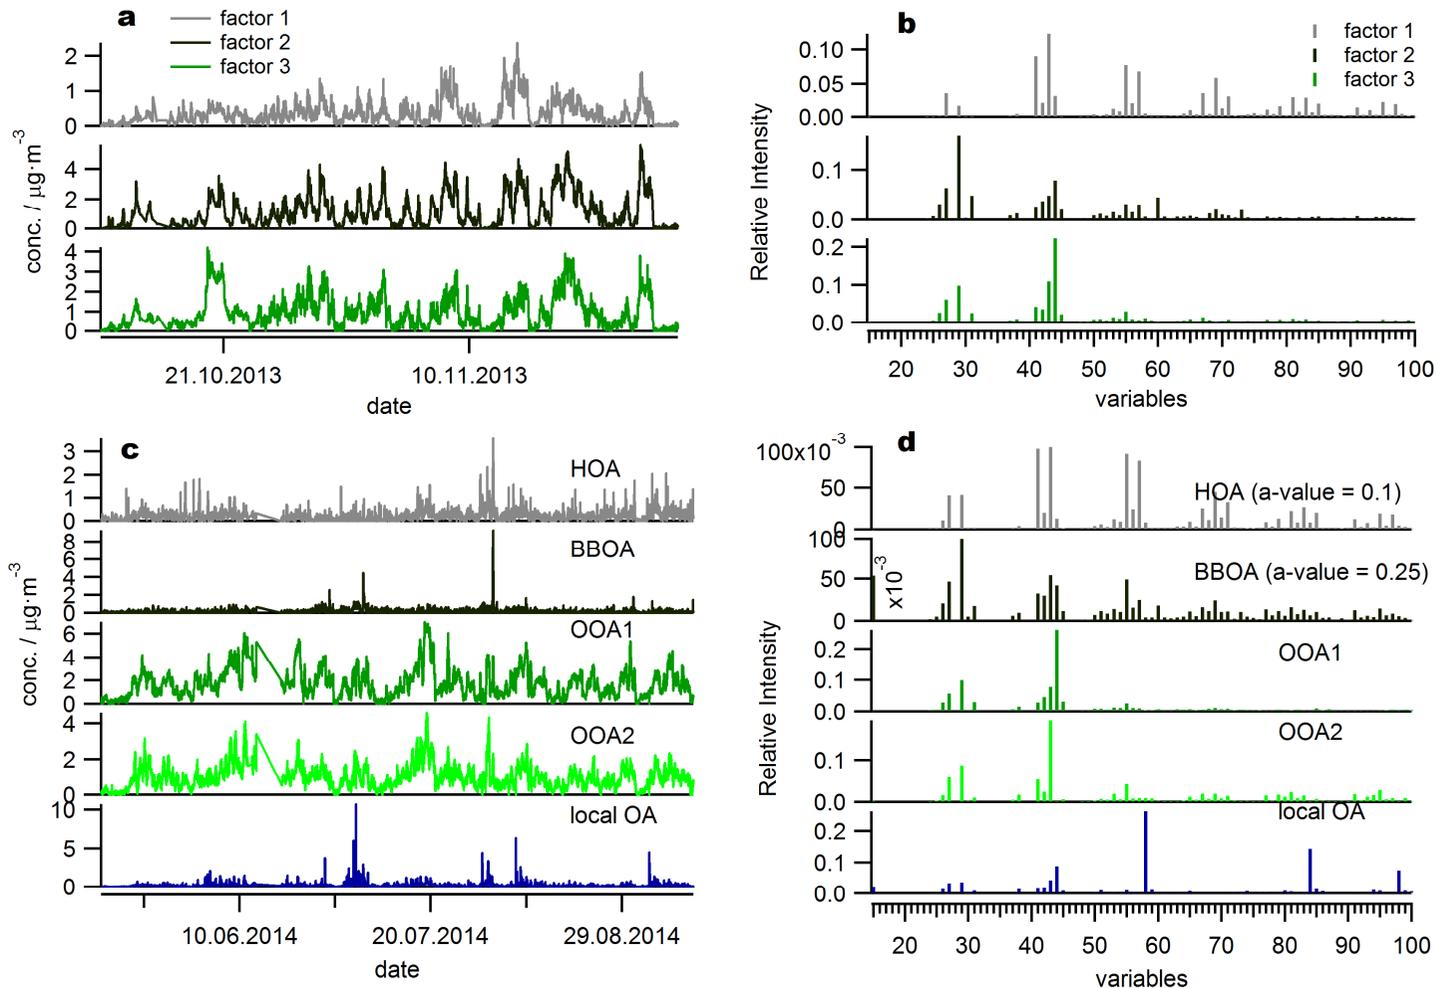 a
factor 1
factor 2
factor 3
conc. / µg·m-3
2
1
0
4
2
0
4
3
2
1
0
21.10.2013
10.11.2013
date
b
factor 1
factor 2
factor 3
Relative Intensity
0.10
0.05
0.00
0.1
0.0
0.2
0.1
0.0
20
30
40
50
60
70
80
90
100
variables
c
HOA
BBOA
OOA1
OOA2
local OA
conc. / µg·m-3
3
2
1
0
8
6
4
2
0
6
4
2
0
4
2
0
10
5
0
10.06.2014
20.07.2014
29.08.2014
date
d
HOA (a-value = 0.1)
BBOA (a-value = 0.25)
OOA1
OOA2
local OA
Relative Intensity
100x10-3
50
0
100
x10-3
50
0
0.2
0.1
0.0
0.1
0.0
0.2
0.1
0.0
20
30
40
50
60
70
80
90
100
variables